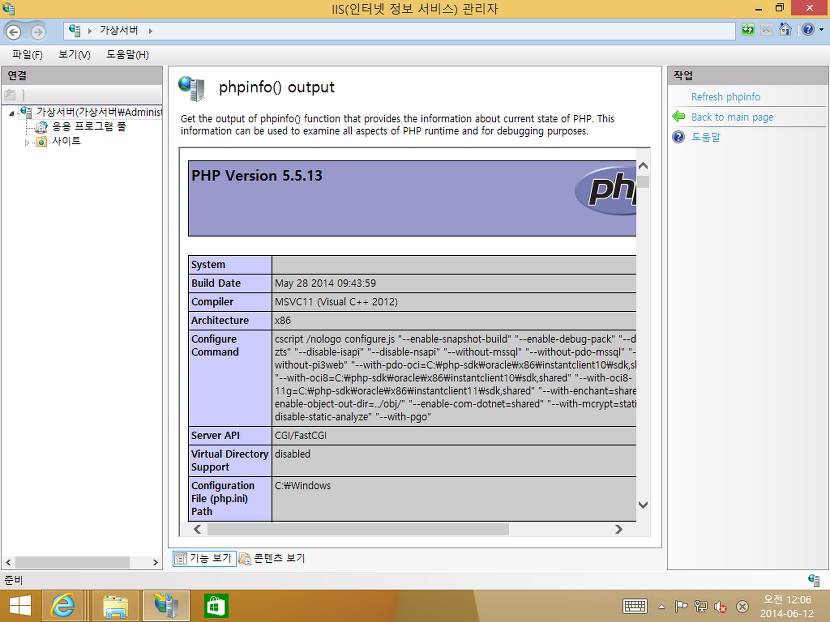 IIS(인터넷 정보 서비스) 관리자
가상서버
파일(F) 보기(V) 도움말(H)
연결
가상서버(가상서버₩Administ
응용 프로그램 풀
사이트
phpinfo() output
Get the output of phpinfo() function that provides the information about current state of PHP. This
information can be used to examine all aspects of PHP runtime and for debugging purposes.
PHP Version 5.5.13
php
System
Build Date May 28 2014 09:43:59
Compiler MSVC11 (Visual C++ 2012)
Architecture x86
Configure
Command
cscript /nologo configure.js "--enable-snapshot-build" "--enable-debug-pack" "--d
zts" "--disable-isapi" "--disable-nsapi" "--without-mssql" "--without-pdo-mssql" "-
without-pi3web" "--with-pdo-oci=C:₩php-sdk₩oracle₩x86₩instantclient10₩sdk,sl
"--with-oci8=C:₩php-sdk₩oracle₩x86₩instantclient10₩sdk,shared" "--with-oci8-
11g=C:₩php-sdk₩oracle₩x86₩instantclient11₩sdk,shared" "--with-enchant=share
enable-object-out-dir=../obj/" "--enable-com-dotnet=shared" "--with-mcrypt=stati
disable-static-analyze" "--with-pgo"
Server API CGI/FastCGI
Virtual Directory
Support
disabled
Configuration
File (php.ini)
Path
C:₩Windows
기능 보기 콘텐츠 보기
작업
Refresh phpinfo
Back to main page
도움말
준비
오전 12:06
2014-06-12